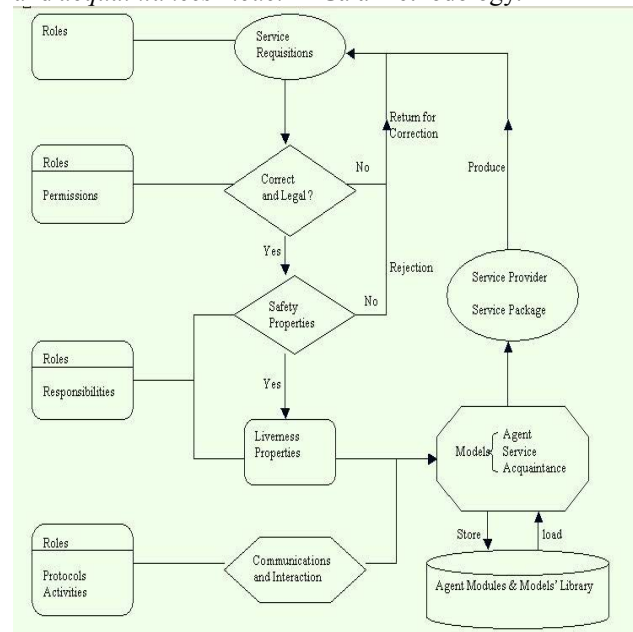 Roles
Service
Requisitions
Return for
Correction
Roles
Permissions
Correct
and Legal?
No
Produce
Yes
Rejection
Service Provider
Service Package
Safety
Properties
No
Roles
Responsibilities
Yes
Liveness
Properties
Models
Agent
Service
Acquaintance
Store
load
Roles
Protocols
Activities
Communications
and Interaction
Agent Modules & Models' Library